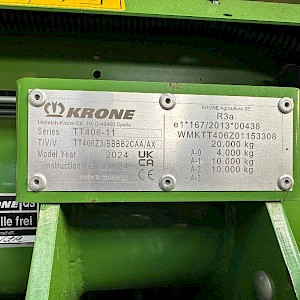 KRONE
Heinrich-Krone-Str. 10, D-48480 Spelle
Series TT406-11
T/V/V TT406Z3/BBBB2CAA/AX
Model Year 2024 UK
CA
CE
KRONE Agriculture SE
R3a
e1*167/2013*00438
WMKTT406Z01153308
20.000 kg
A-0 4.000 kg
A-1 10.000 kg
A-2 10.000 kg
A-3
KRONE
lle frei